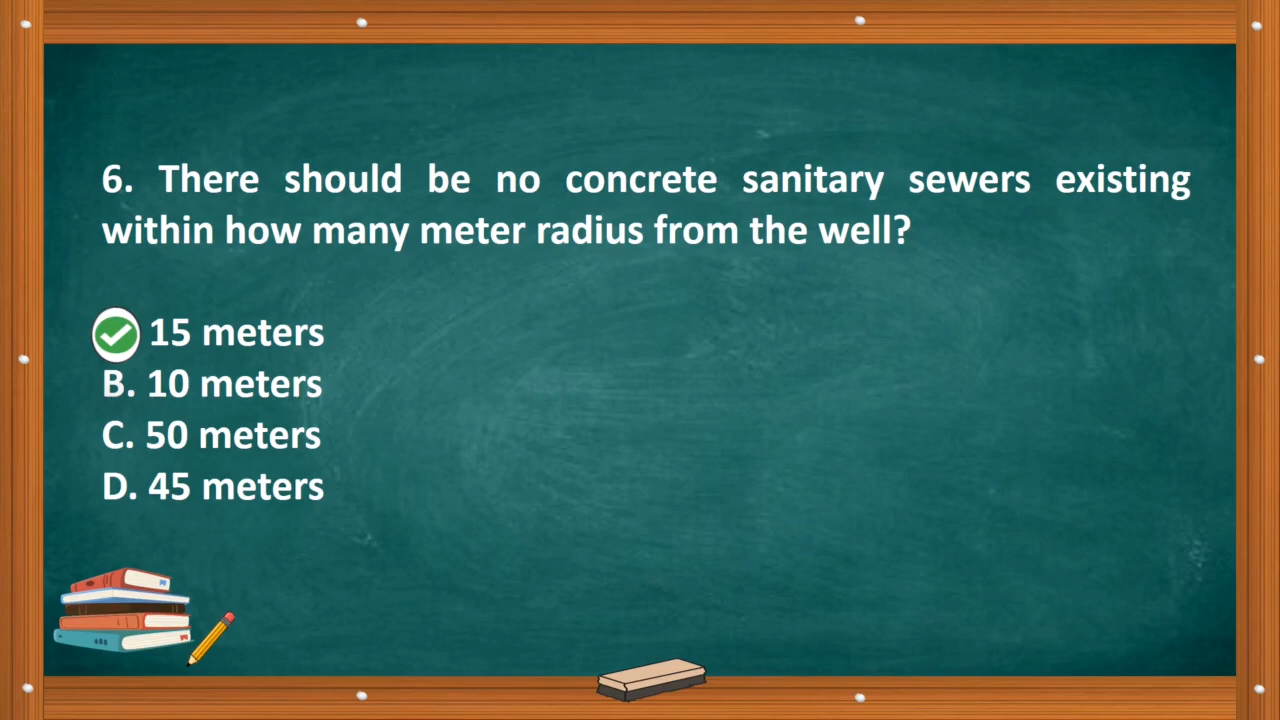 6. There should be no concrete sanitary sewers existing
within how many meter radius from the well?
15 meters
B. 10 meters
C. 50 meters
D. 45 meters